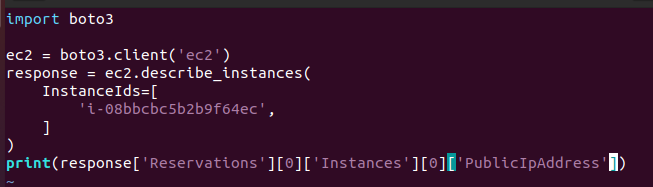 import boto3

ec2 = boto3.client('ec2')
response = ec2.describe_instances(
    InstanceIds=[
        'i-08bbcbc5b2b9f64ec',
    ]
)
print(response['Reservations'][0]['Instances'][0]['PublicIpAddress'])
~